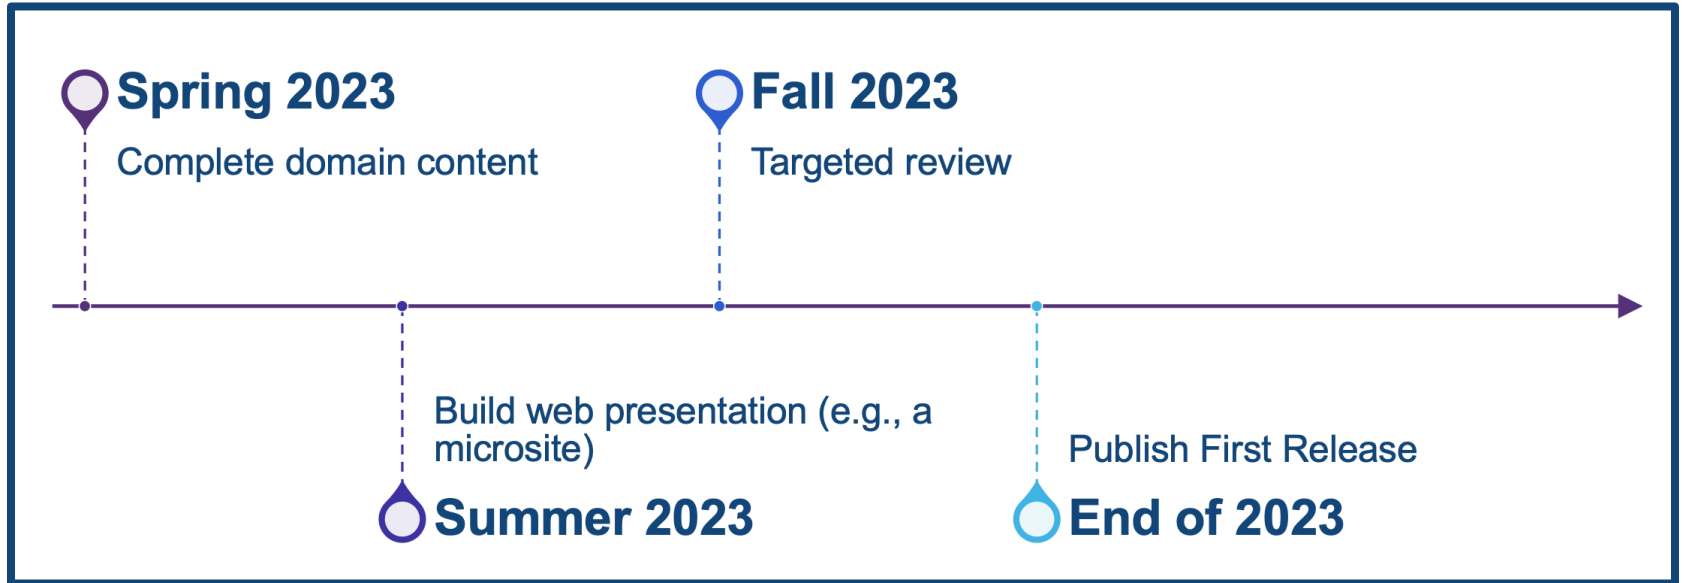 Spring 2023
Complete domain content
Fall 2023
Targeted review
Build web presentation (e.g., a
microsite)
Summer 2023
Publish First Release
End of 2023